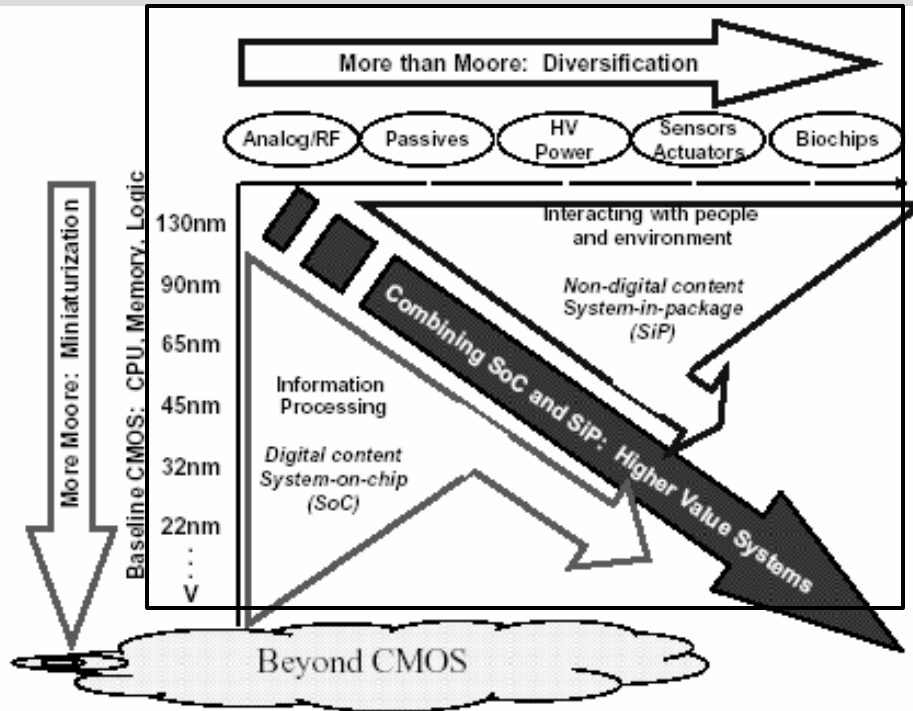 More than Moore: Diversification
Analog/RF
Passives
HV
Power
Sensors
Actuators
Biochips
More Moore: Miniaturization
Baseline CMOS: CPU, Memory, Logic
130nm
90nm
65nm
45nm
32nm
22nm
V
Interacting with people
and environment
Non-digital content
System-in-package
(SiP)
Combining SoC and SiP: Higher Value Systems
Information
Processing
Digital content
System-on-chip
(SoC)
Beyond CMOS